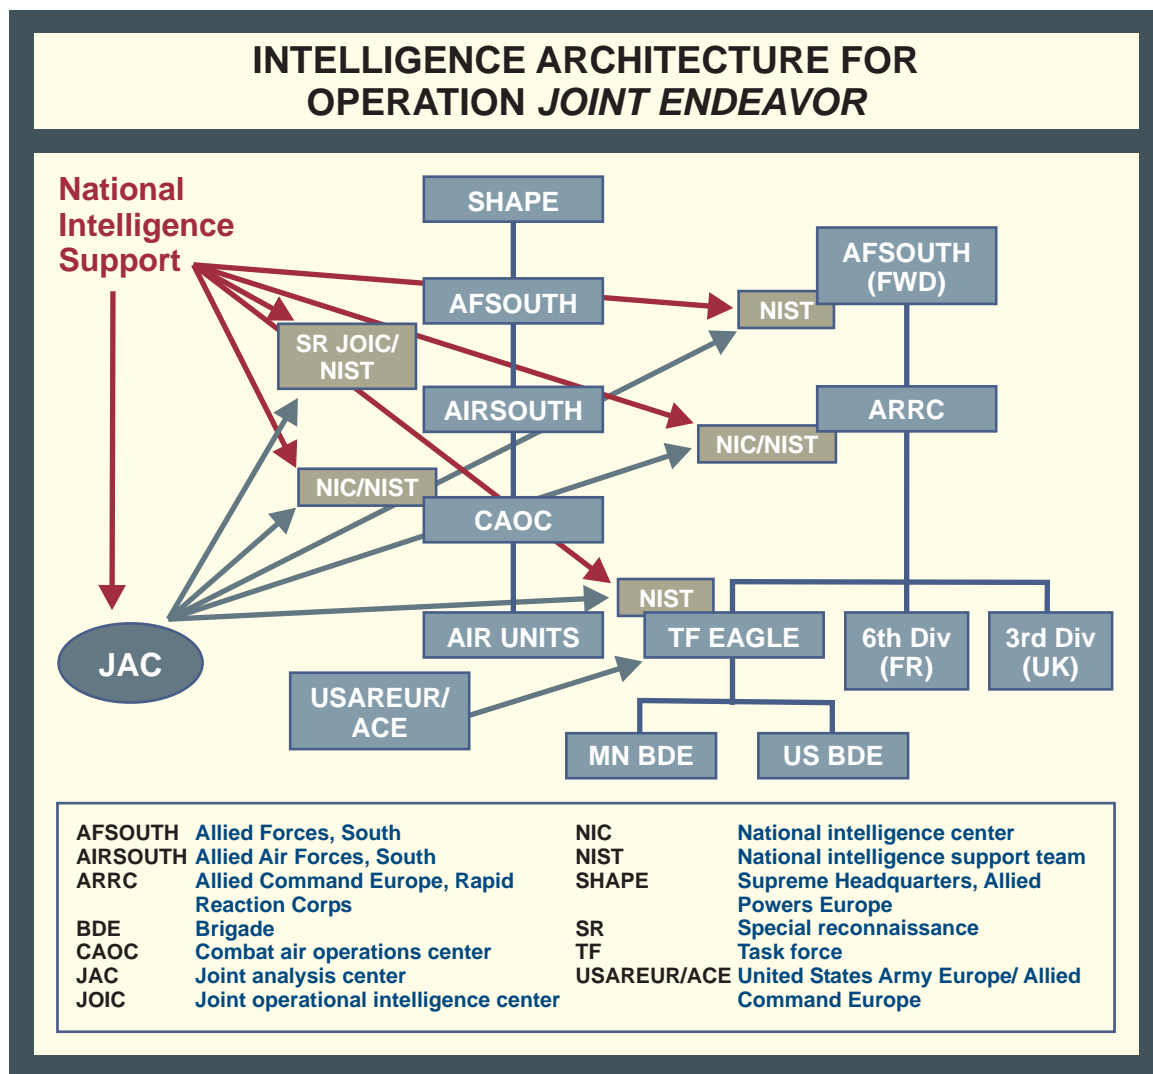 INTELLIGENCE ARCHITECTURE FOR
OPERATION JOINT ENDEAVOR
National
Intelligence
Support
SHAPE
AFSOUTH
(FWD)
AFSOUTH
NIST
SR JOIC/
NIST
AIRSOUTH
ARRC
NIC/NIST
NIC/NIST
CAOC
NIST
JAC
AIR UNITS
TF EAGLE
6th Div
(FR)
3rd Div
(UK)
USAREUR/
ACE
MN BDE
US BDE
AFSOUTH Allied Forces, South
AIRSOUTH Allied Air Forces, South
ARRC Allied Command Europe, Rapid
Reaction Corps
BDE Brigade
CAOC Combat air operations center
JAC Joint analysis center
JOIC Joint operational intelligence center
NIC National intelligence center
NIST National intelligence support team
SHAPE Supreme Headquarters, Allied
Powers Europe
SR Special reconnaissance
TF Task force
USAREUR/ACE United States Army Europe/ Allied
Command Europe